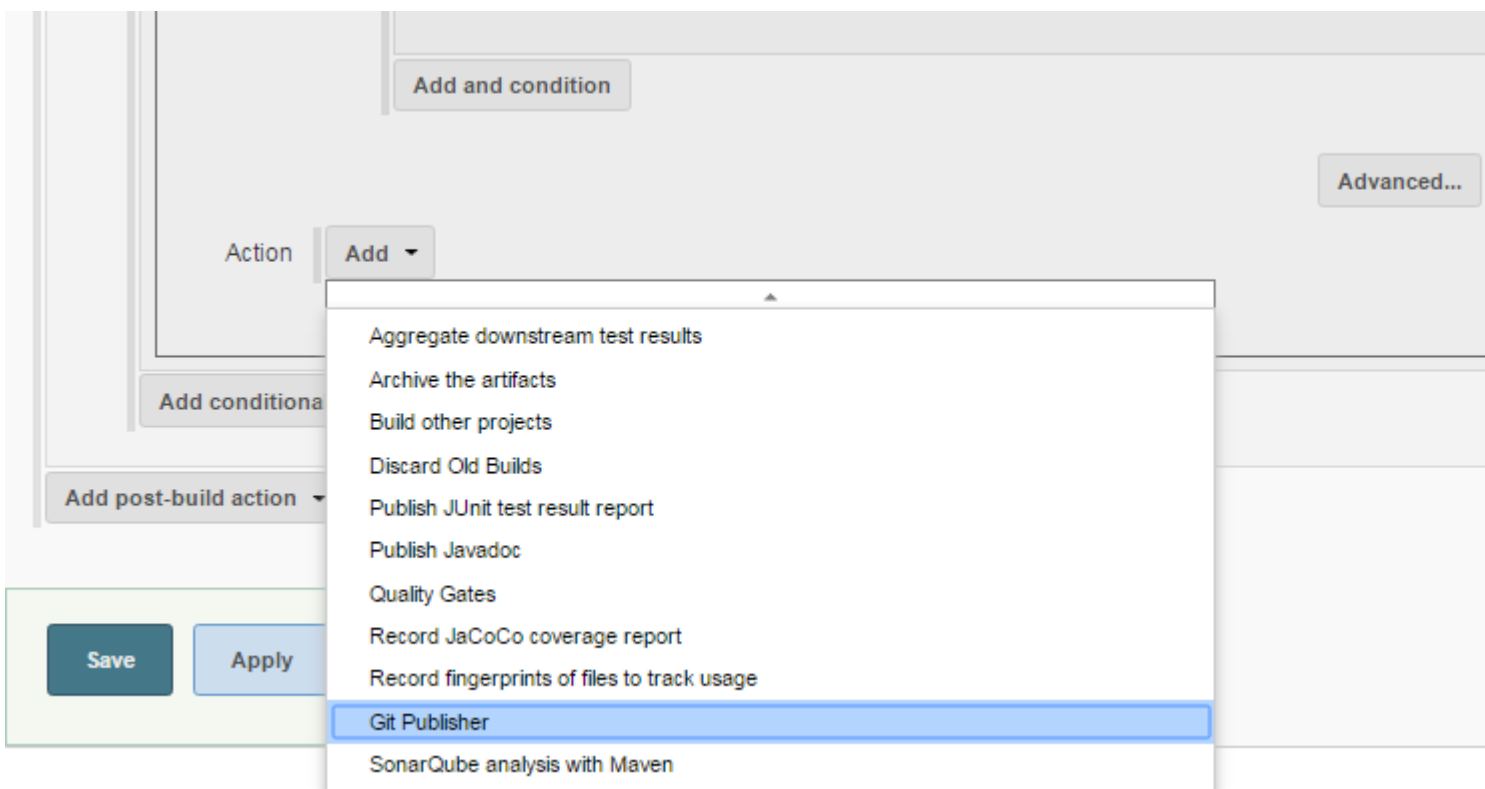 Add and condition
Advanced...
Action
Add
Aggregate downstream test results
Archive the artifacts
Add conditiona
Build other projects
Discard Old Builds
Add post-build action
Publish JUnit test result report
Publish Javadoc
Quality Gates
Record JaCoCo coverage report
Save
Apply
Record fingerprints of files to track usage
Git Publisher
SonarQube analysis with Maven